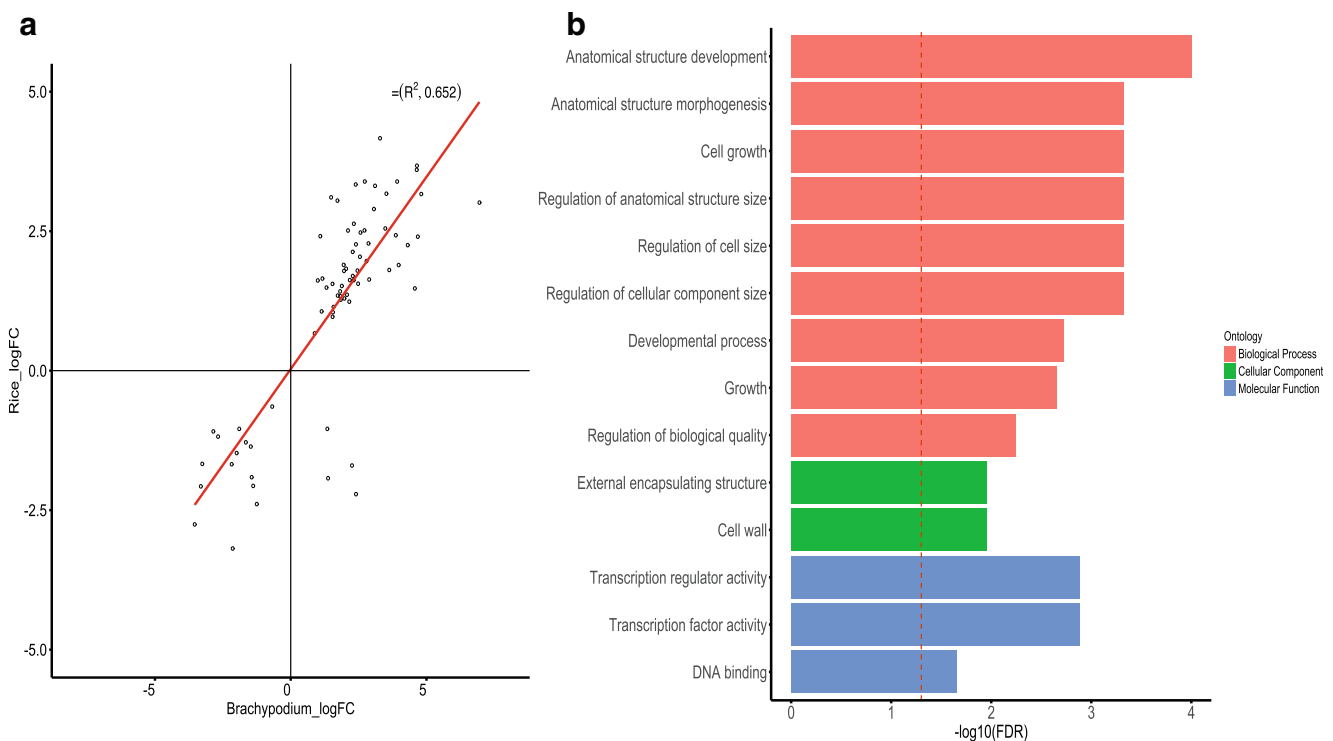 a
=(R², 0.652)
5.0
2.5
0.0
-2.5
-5.0
Rice_logFC
-5
0
5
Brachypodium_logFC
b
Anatomical structure development
Anatomical structure morphogenesis
Cell growth
Regulation of anatomical structure size
Regulation of cell size
Regulation of cellular component size
Developmental process
Growth
Regulation of biological quality
External encapsulating structure
Cell wall
Transcription regulator activity
Transcription factor activity
DNA binding
0
1
2
3
4
-log10(FDR)
Ontology
Biological Process
Cellular Component
Molecular Function